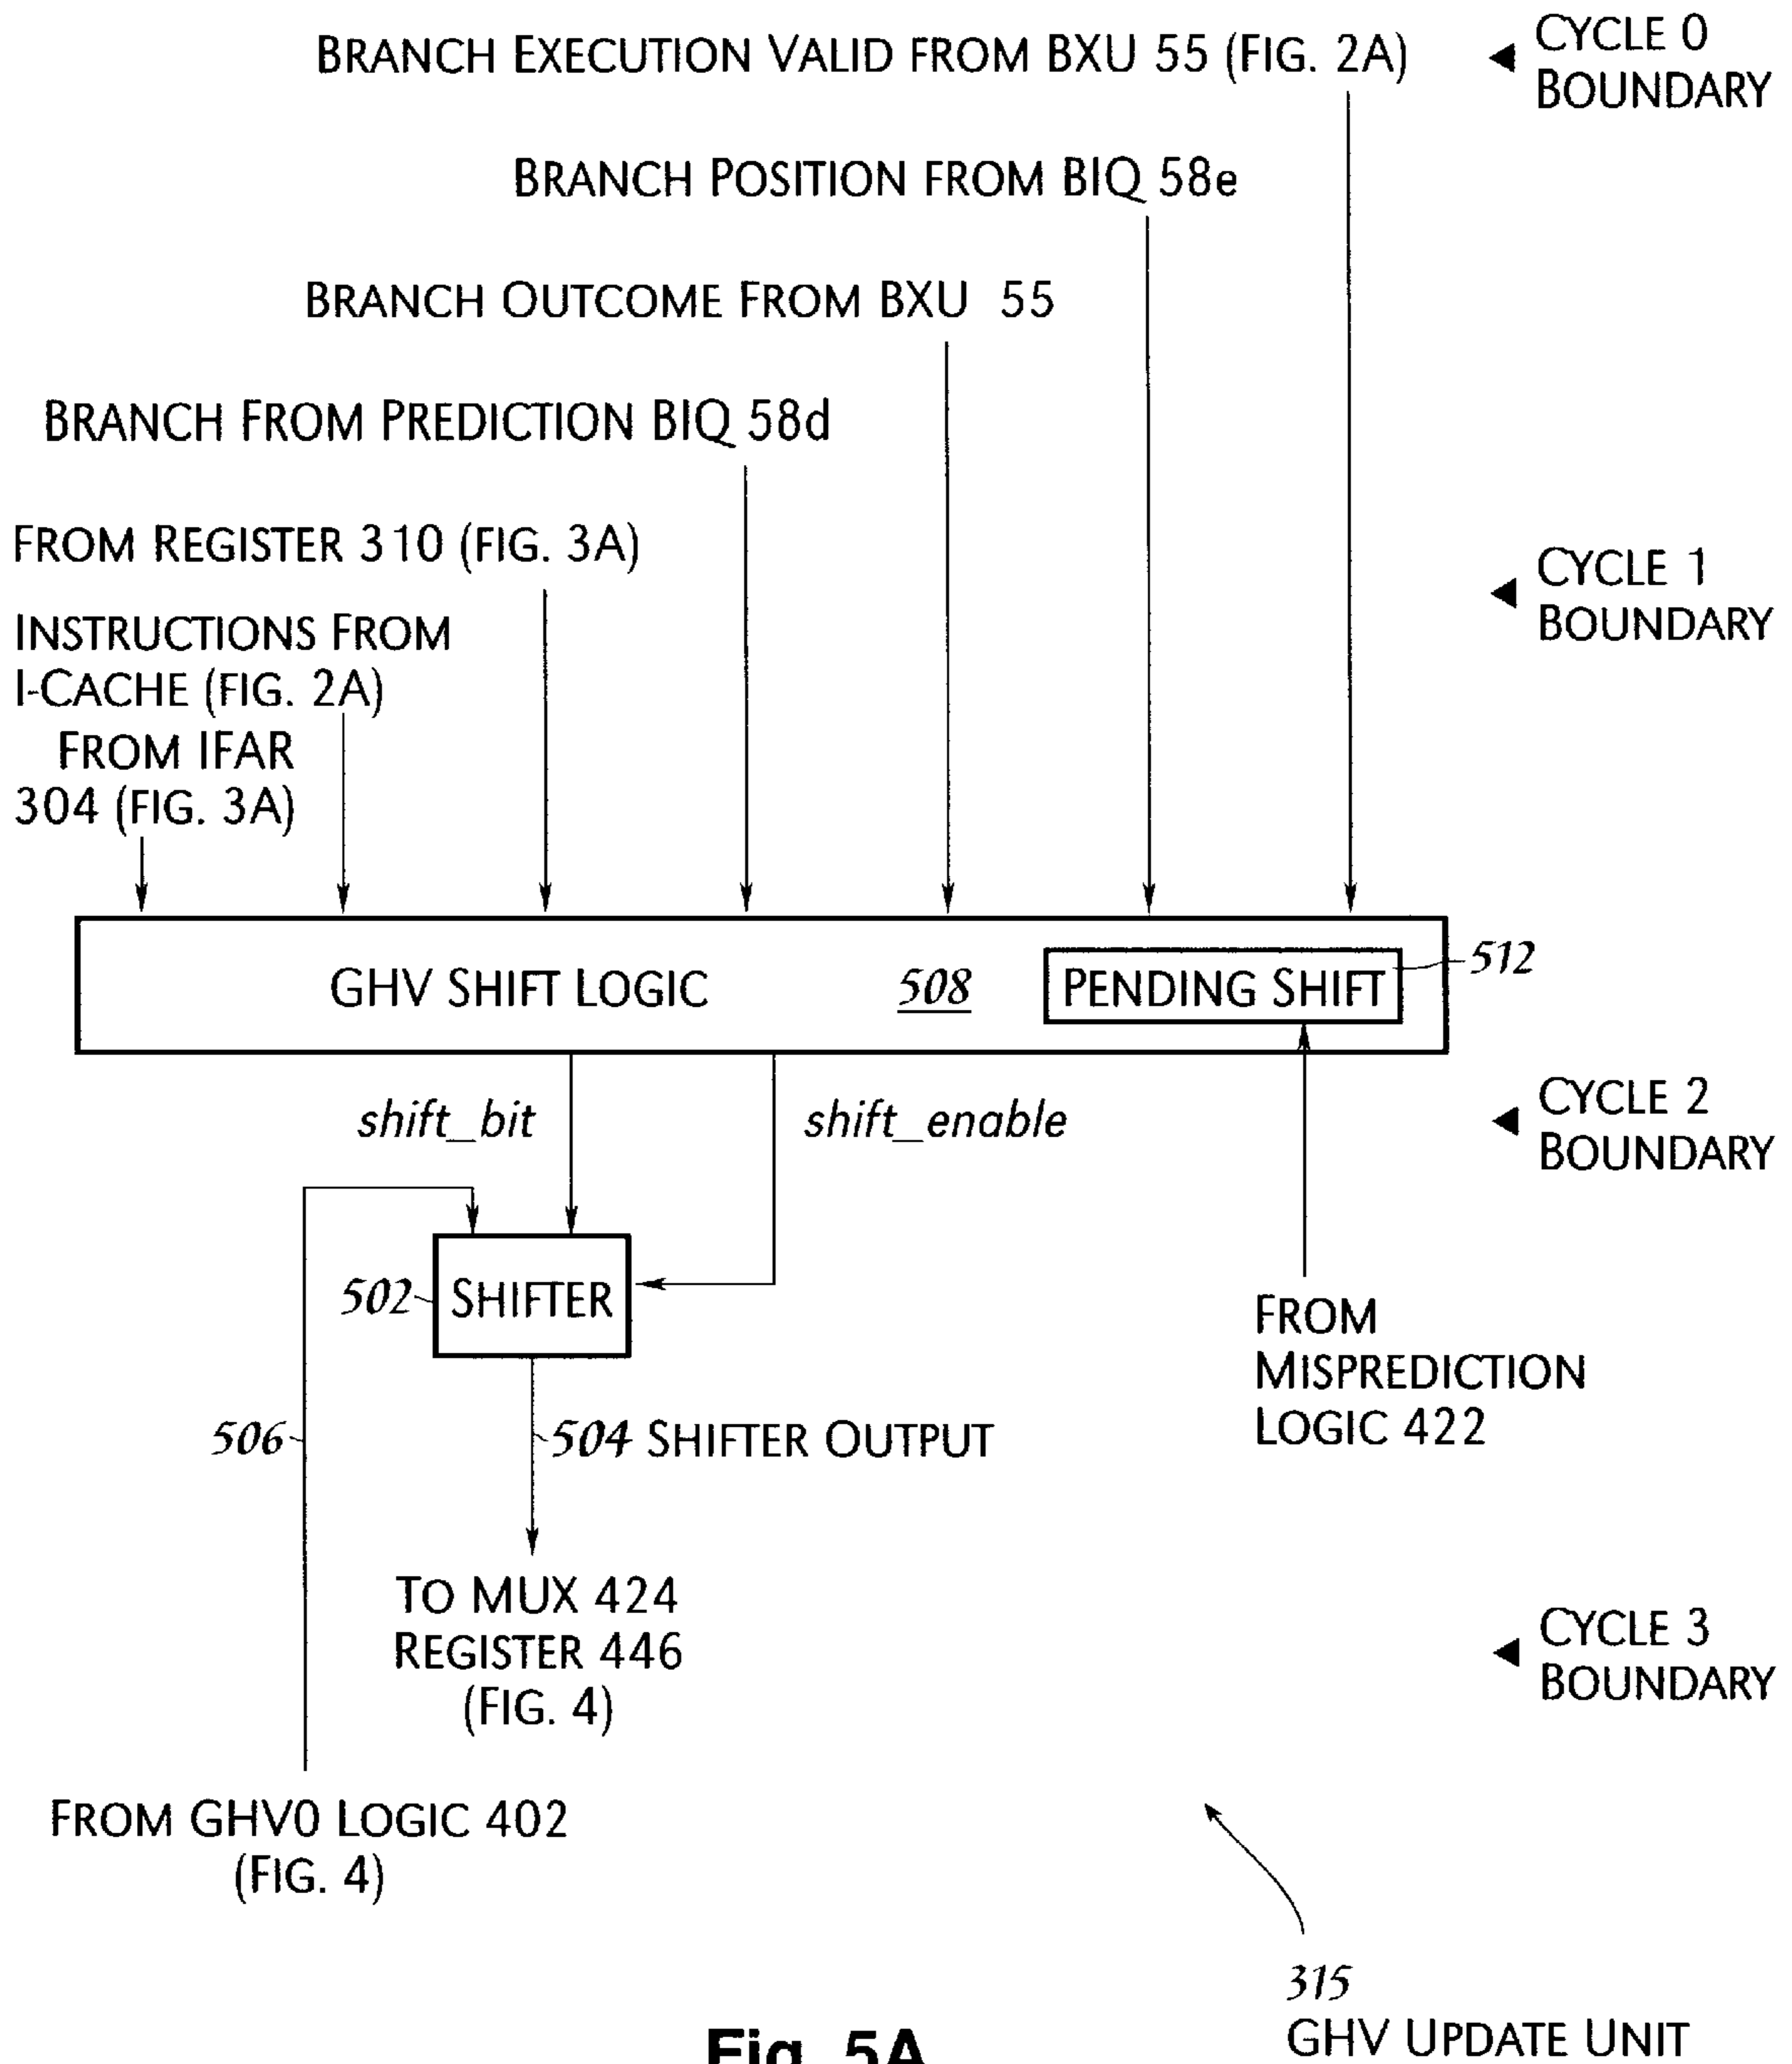 BRANCH EXECUTION VALID FROM BXU 55 (FIG. 2A)
CYCLE 0
BOUNDARY
BRANCH POSITION FROM BIQ 58e
BRANCH OUTCOME FROM BXU 55
BRANCH FROM PREDICTION BIQ 58d
FROM REGISTER 310 (FIG. 3A)
CYCLE 1
BOUNDARY
INSTRUCTIONS FROM
I-CACHE (FIG. 2A)
FROM IFAR
304 (FIG. 3A)
GHV SHIFT LOGIC 508
PENDING SHIFT
512
shift_bit
shift_enable
CYCLE 2
BOUNDARY
502
SHIFTER
FROM
MISPREDICTION
LOGIC 422
506
504 SHIFTER OUTPUT
TO MUX 424
REGISTER 446
(FIG. 4)
CYCLE 3
BOUNDARY
FROM GHV0 LOGIC 402
(FIG. 4)
315
GHV UPDATE UNIT
Fig. 5A